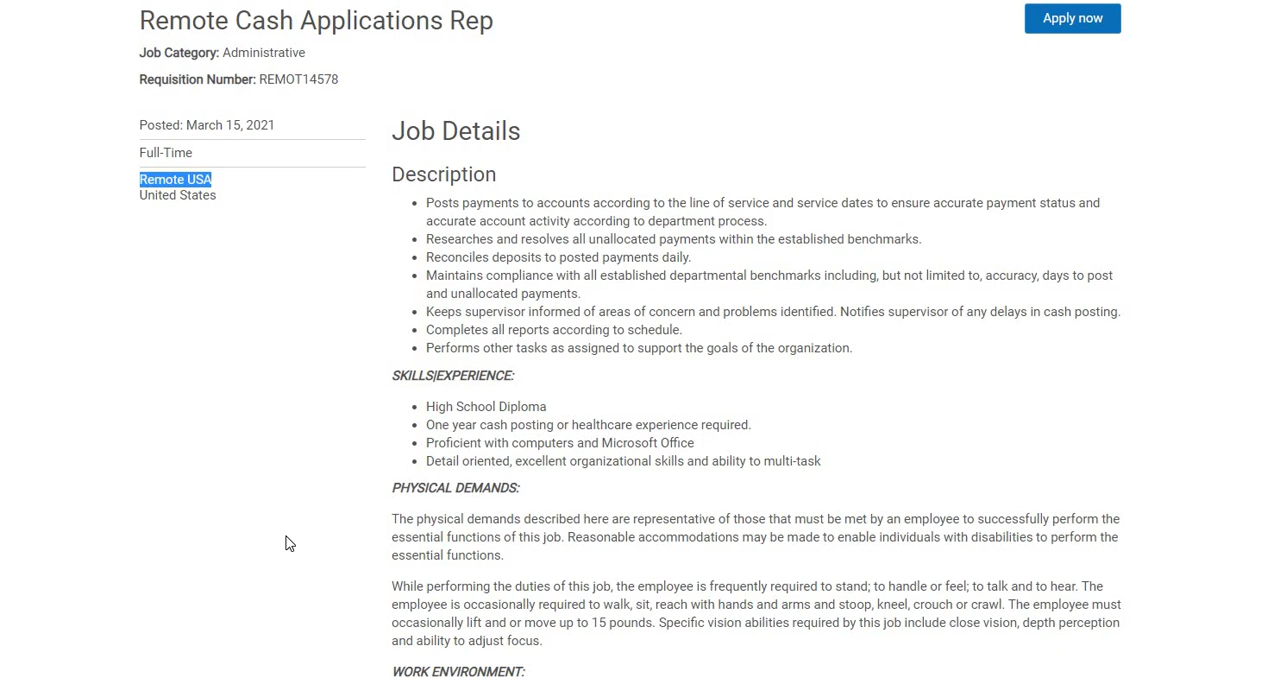 Remote Cash Applications Rep
Apply now
Job Category: Administrative
Requisition Number: REMOT14578
Posted: March 15, 2021
Full-Time
Remote USA
United States
Job Details
Description
• Posts payments to accounts according to the line of service and service dates to ensure accurate payment status and
accurate account activity according to department process.
• Researches and resolves all unallocated payments within the established benchmarks.
• Reconciles deposits to posted payments daily.
• Maintains compliance with all established departmental benchmarks including, but not limited to, accuracy, days to post
and unallocated payments.
• Keeps supervisor informed of areas of concern and problems identified. Notifies supervisor of any delays in cash posting.
• Completes all reports according to schedule.
• Performs other tasks as assigned to support the goals of the organization.
SKILLS|EXPERIENCE:
• High School Diploma
• One year cash posting or healthcare experience required.
• Proficient with computers and Microsoft Office
• Detail oriented, excellent organizational skills and ability to multi-task
PHYSICAL DEMANDS:
The physical demands described here are representative of those that must be met by an employee to successfully perform the
essential functions of this job. Reasonable accommodations may be made to enable individuals with disabilities to perform the
essential functions.
While performing the duties of this job, the employee is frequently required to stand; to handle or feel; to talk and to hear. The
employee is occasionally required to walk, sit, reach with hands and arms and stoop, kneel, crouch or crawl. The employee must
occasionally lift and or move up to 15 pounds. Specific vision abilities required by this job include close vision, depth perception
and ability to adjust focus.
WORK ENVIRONMENT: